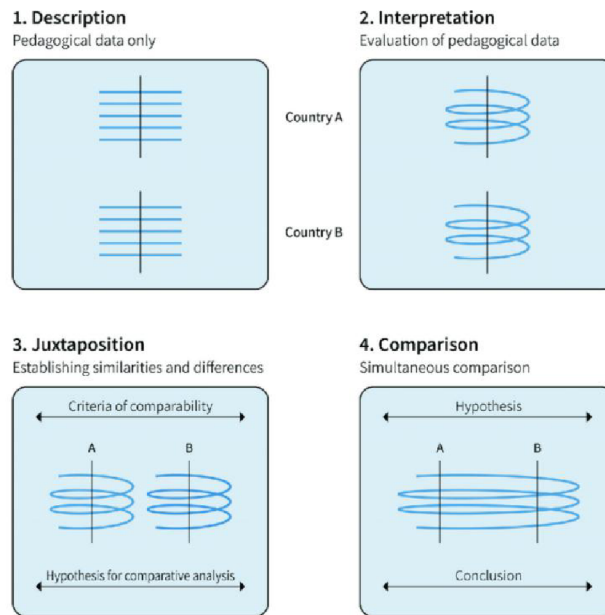 1. Description
Pedagogical data only
2. Interpretation
Evaluation of pedagogical data
Country A
Country B
3. Juxtaposition
Establishing similarities and differences
Criteria of comparability
A
B
Hypothesis for comparative analysis
4. Comparison
Simultaneous comparison
Hypothesis
A
B
Conclusion